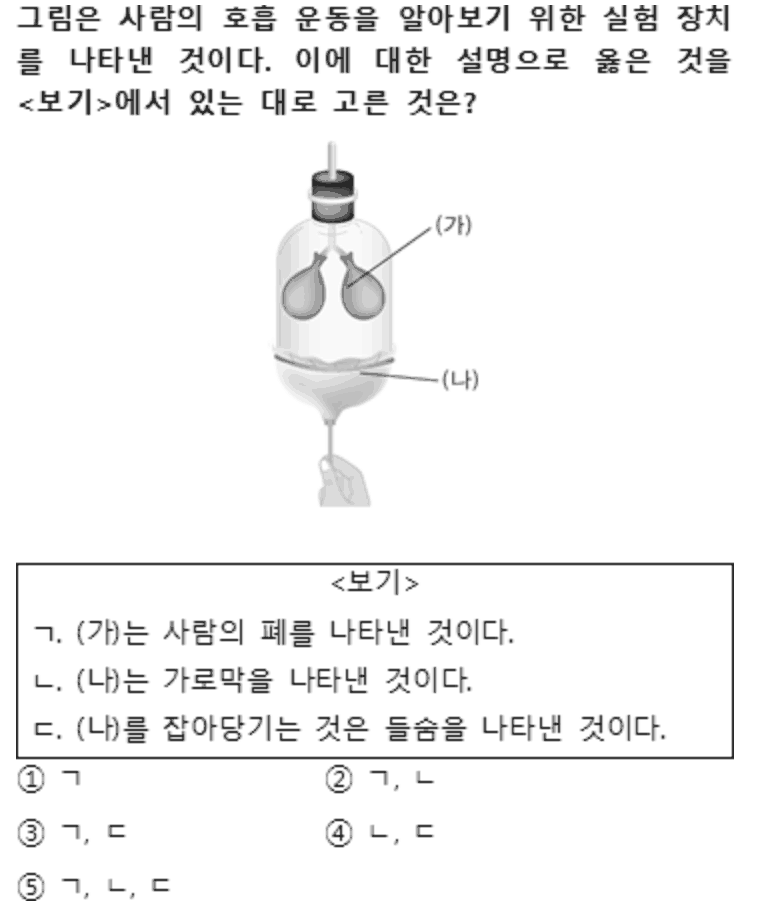 그림은 사람의 호흡 운동을 알아보기 위한 실험 장치
를 나타낸 것이다. 이에 대한 설명으로 옳은 것을
<보기>에서 있는 대로 고른 것은?
(가)
(나)
<보기>
ㄱ. (가)는 사람의 폐를 나타낸 것이다.
ㄴ. (나)는 가로막을 나타낸 것이다.
ㄷ. (나)를 잡아당기는 것은 들숨을 나타낸 것이다.
① ㄱ ② ㄱ, ㄴ
③ ㄱ, ㄷ ④ ㄴ, ㄷ
⑤ ㄱ, ㄴ, ㄷ